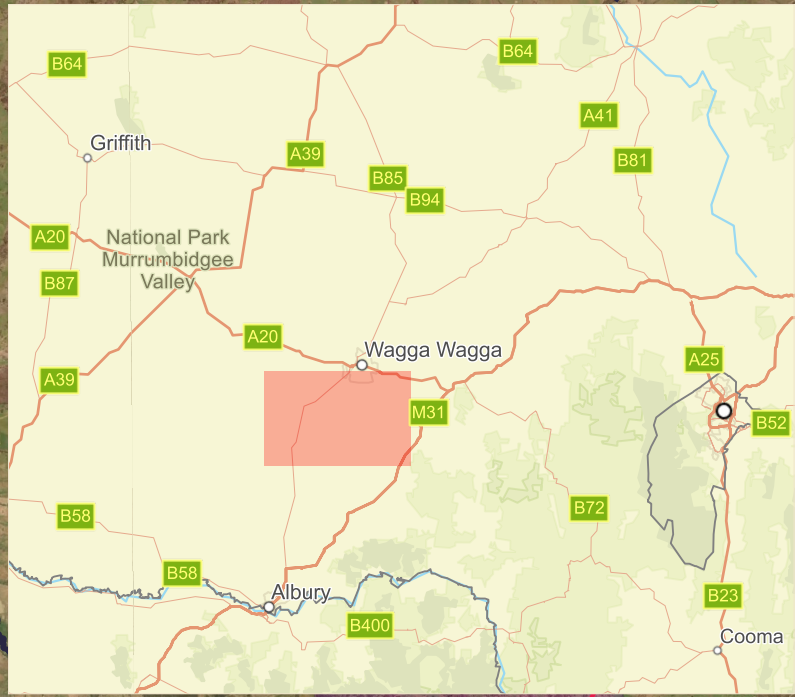 B64
B64
A41
Griffith
A39
B81
B85
B94
A20
National Park
Murrumbidgee
Valley
B87
A20
Wagga Wagga
A25
A39
M31
B52
B72
B58
B58
Albury
B23
B400
Cooma